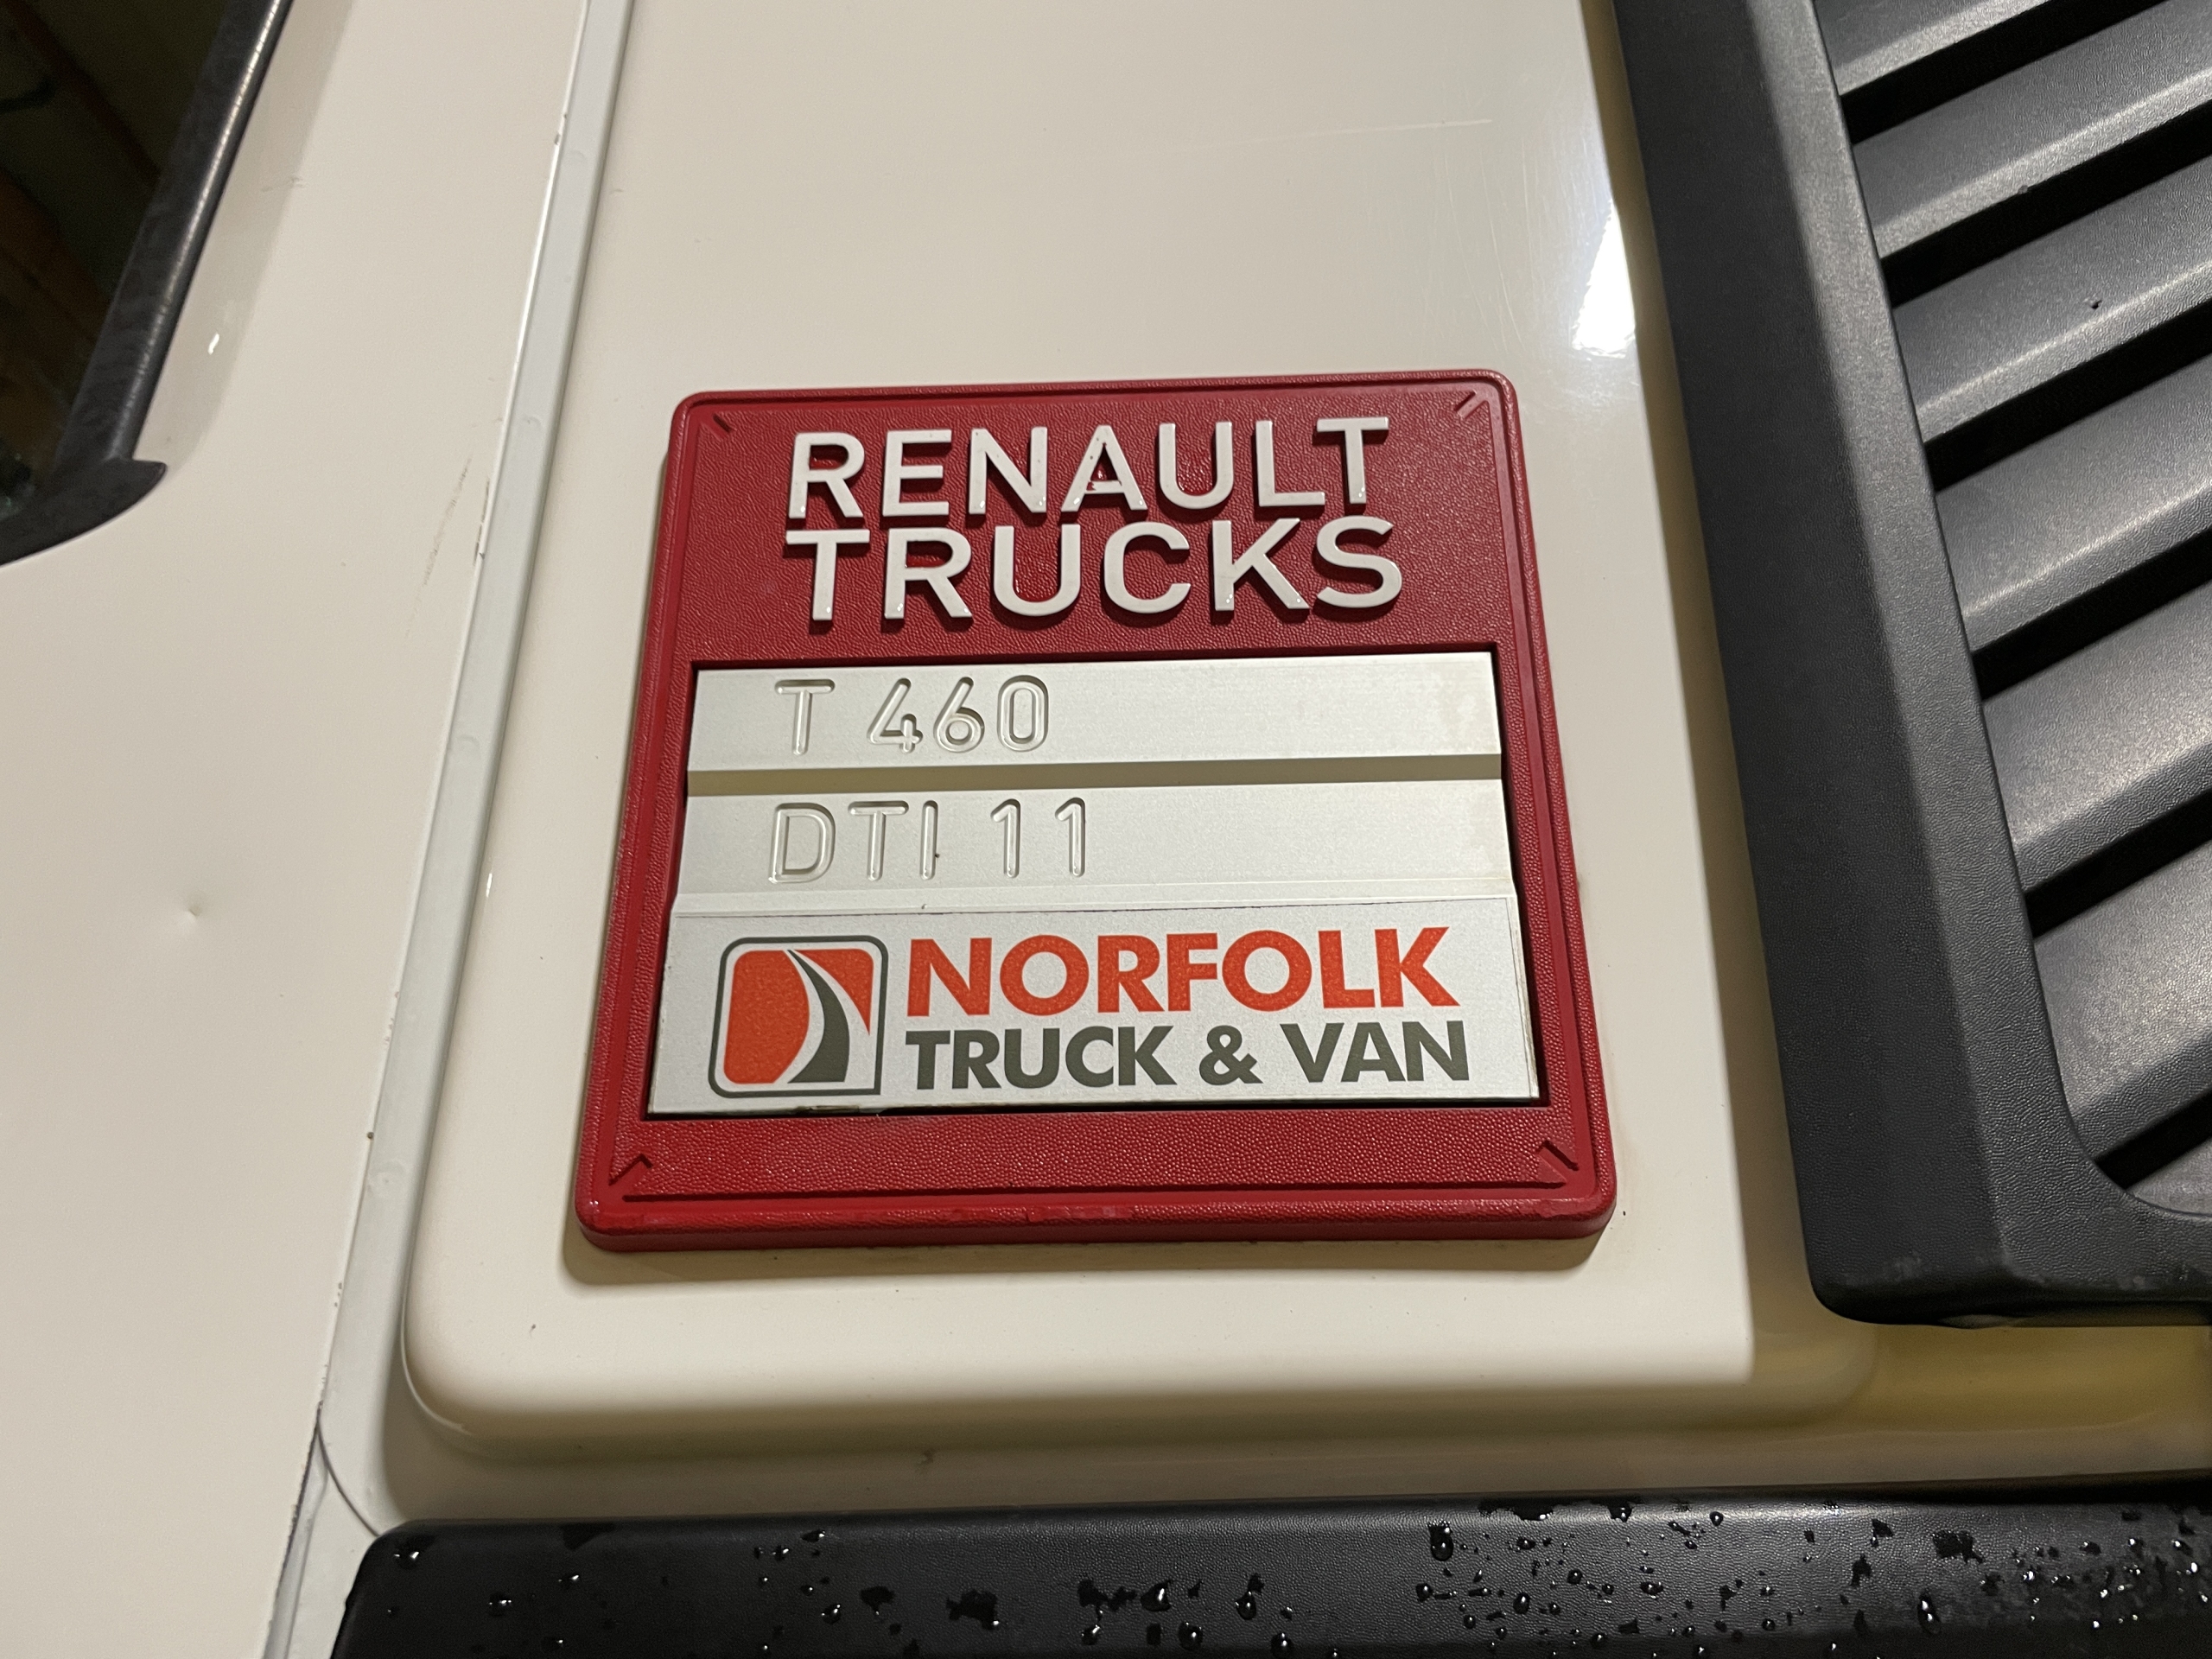 RENAULT
TRUCKS
T 460
DTI 11
NORFOLK
TRUCK & VAN